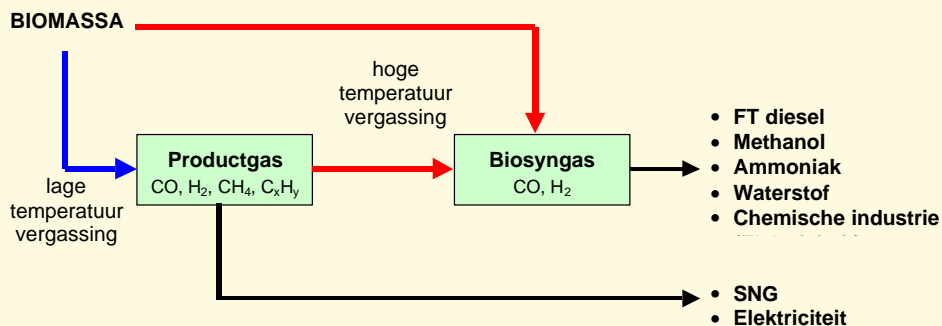 BIOMASSA
hoge
temperatuur
vergassing
Productgas
CO, H₂, CH₄, CₓHᵧ
lage
temperatuur
vergassing
Biosyngas
CO, H₂
• FT diesel
• Methanol
• Ammoniak
• Waterstof
• Chemische industrie
• SNG
• Elektriciteit